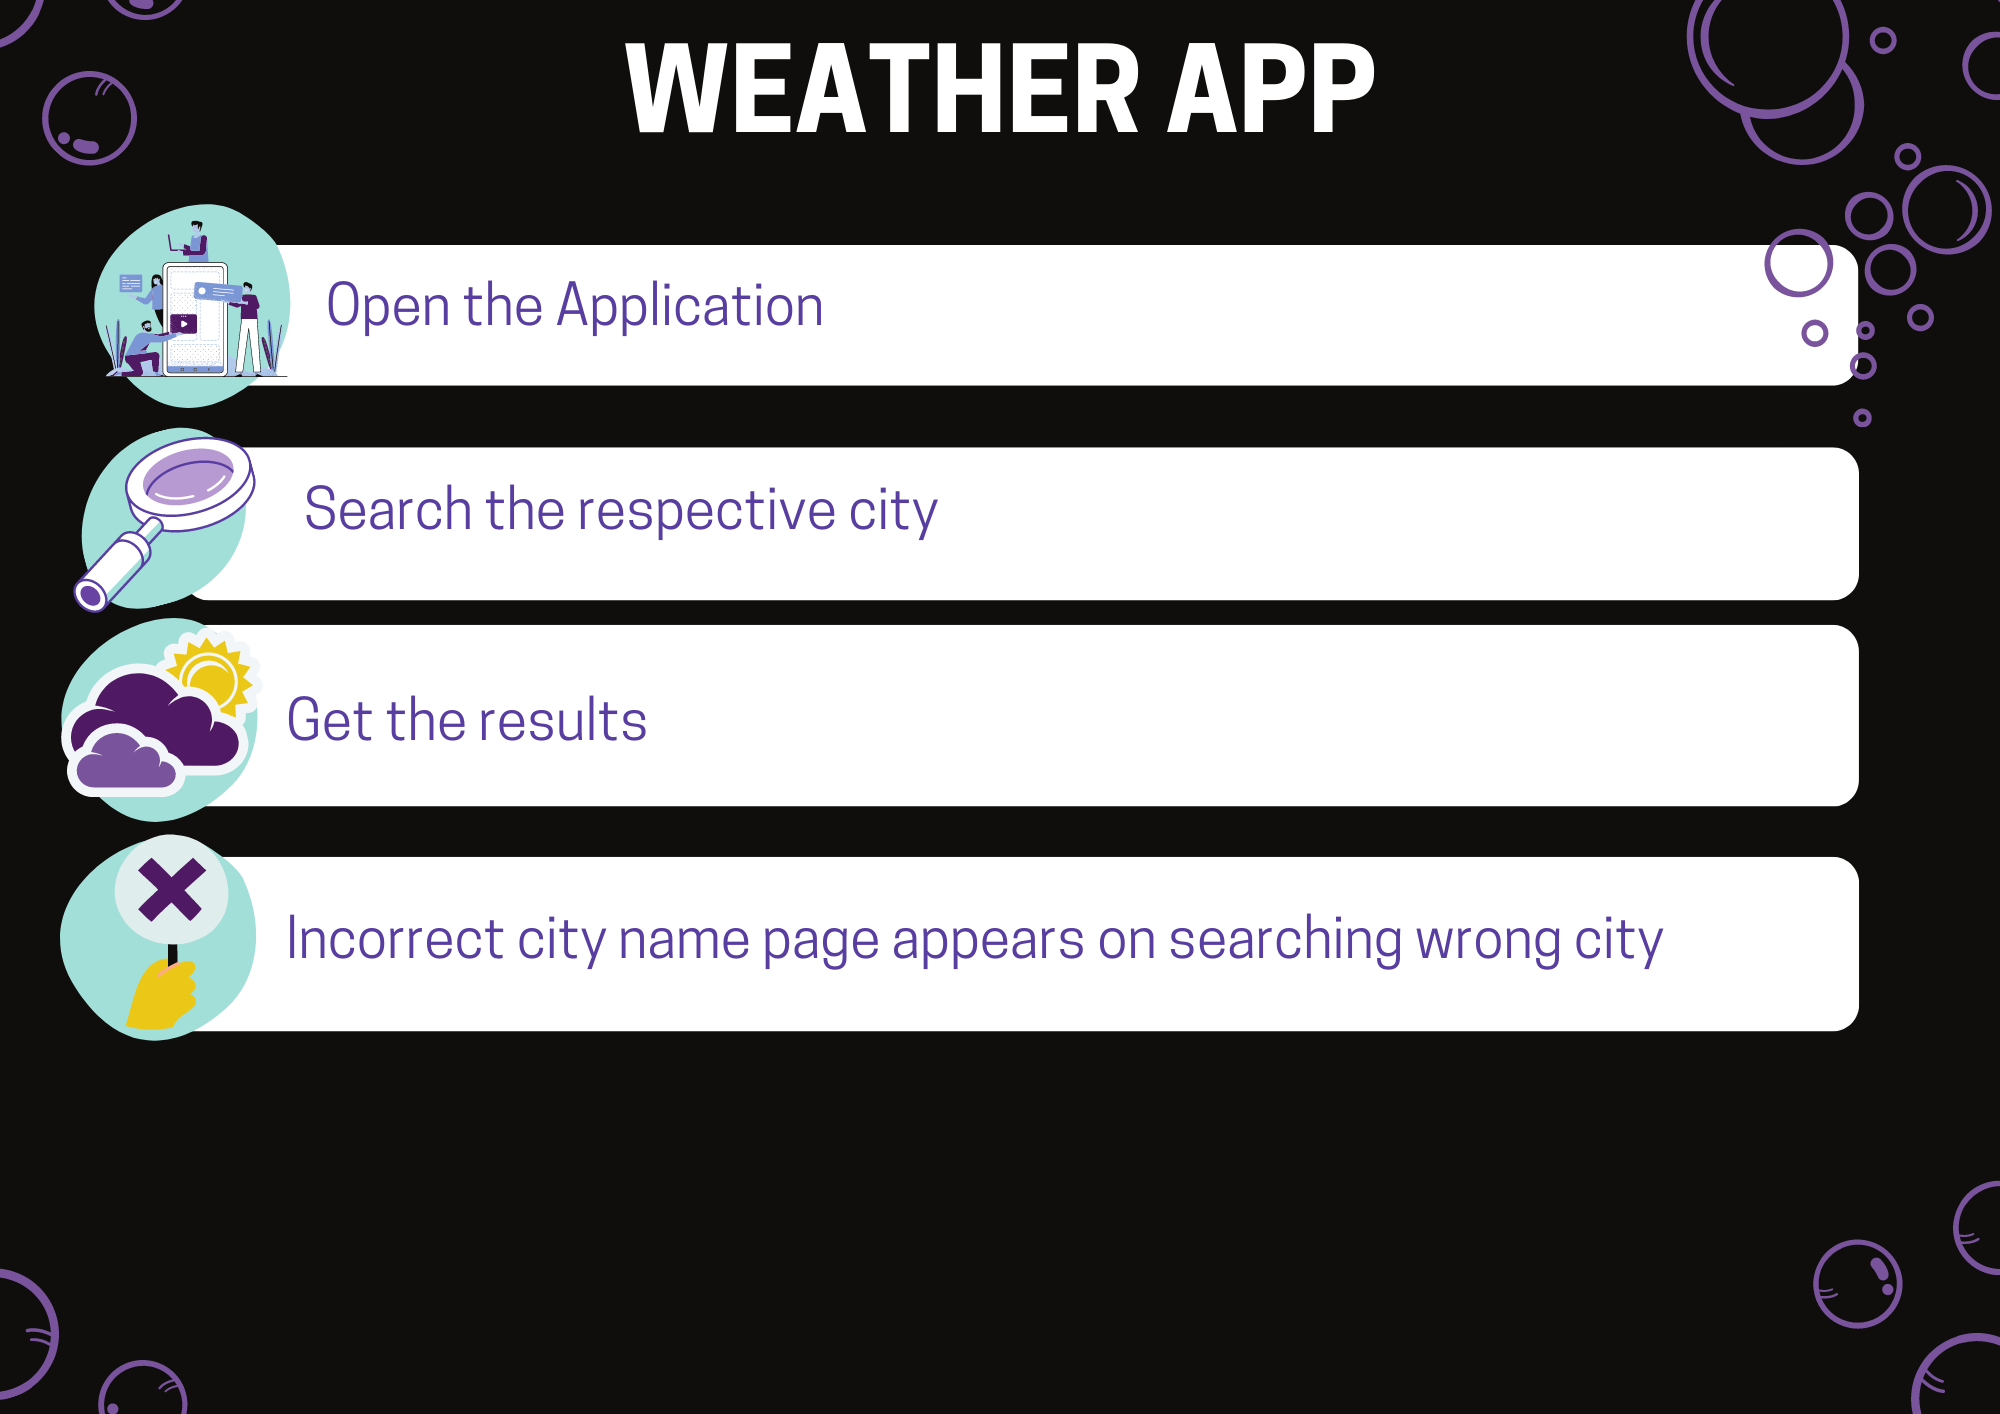 WEATHER APP
Open the Application
Search the respective city
Get the results
Incorrect city name page appears on searching wrong city